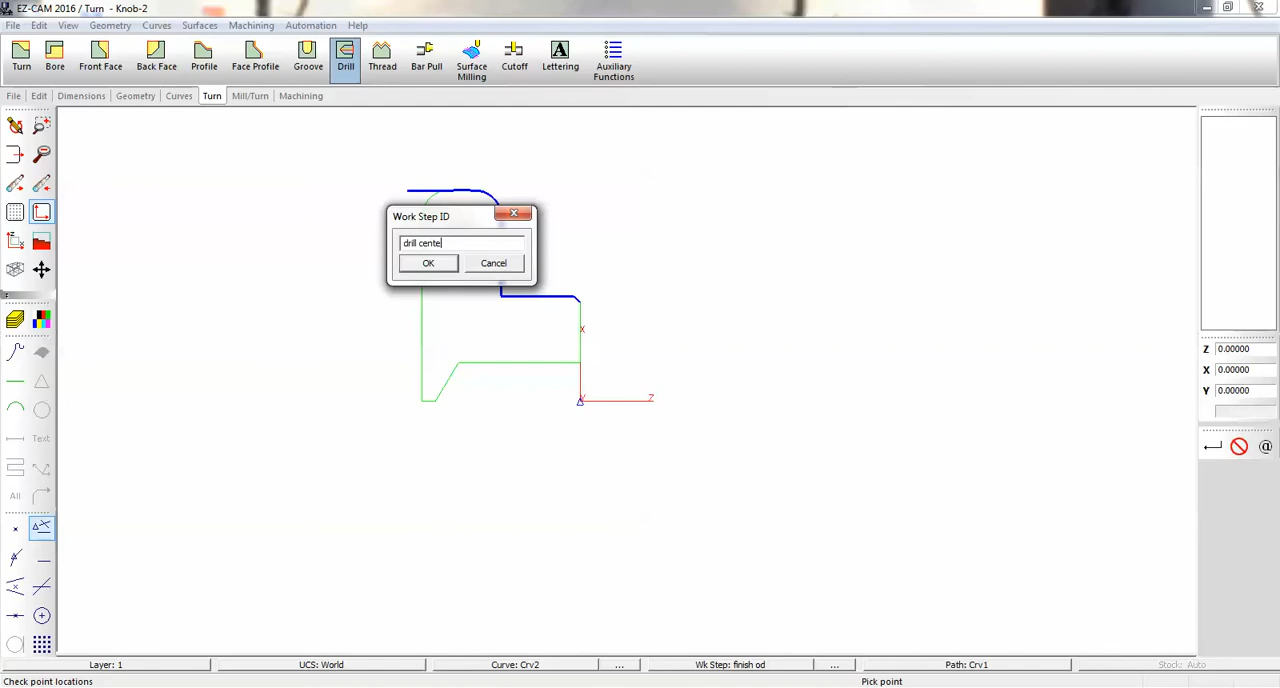 EZ-CAM 2016 / Turn - Knob-2
File Edit View Geometry Curves Surfaces Machining Automation Help
Turn Bore Front Face Back Face Profile Face Profile Groove Drill Thread Bar Pull Surface Milling Cutoff Lettering Auxiliary Functions
File Edit Dimensions Geometry Curves Turn Mill/Turn Machining
Work Step ID
drill cente
OK Cancel
X
Z
Z 0.00000
X 0.00000
Y 0.00000
@
Text
All
Layer: 1 UCS: World Curve: Crv2 ... Wk Step: finish od ... Path: Crv1 Stock: Auto
Check point locations Pick point